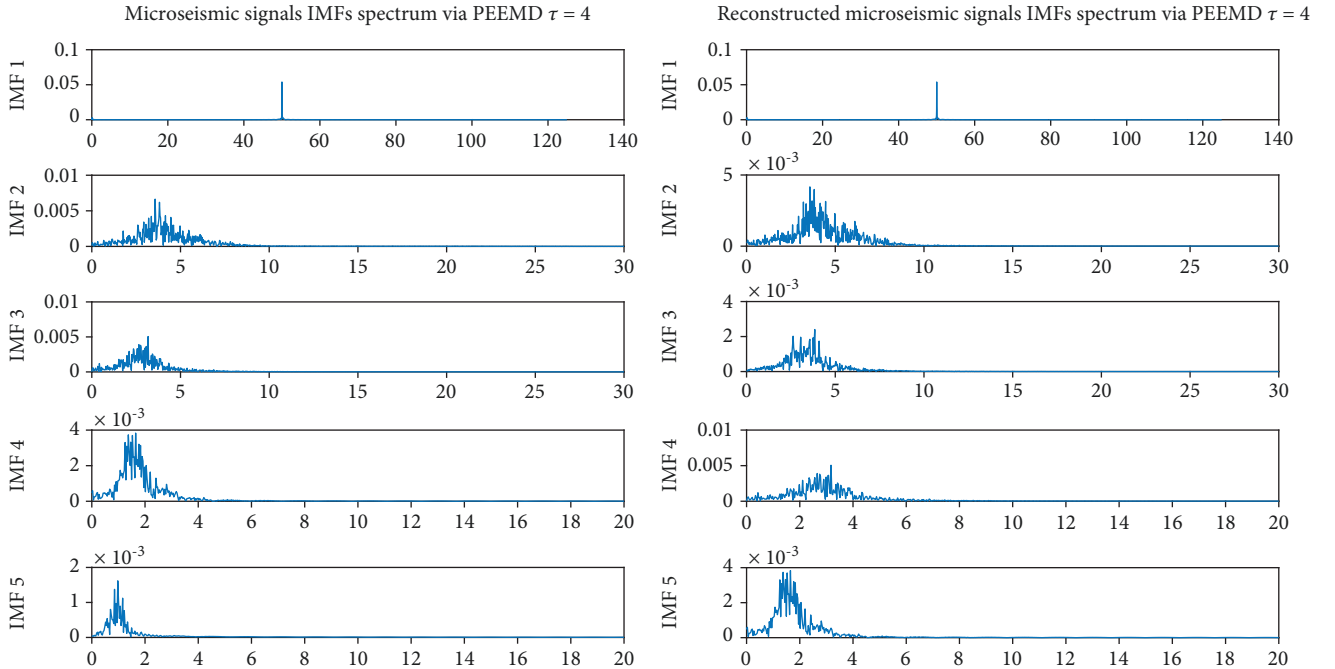 Microseismic signals IMFs spectrum via PEEMD τ = 4
IMF 1
0.1
0.05
0
0 20 40 60 80 100 120 140
IMF 2
0.01
0.005
0
0 5 10 15 20 25 30
IMF 3
0.01
0.005
0
0 5 10 15 20 25 30
IMF 4
× 10-3
4
2
0
0 2 4 6 8 10 12 14 16 18 20
IMF 5
× 10-3
2
1
0
0 2 4 6 8 10 12 14 16 18 20
Reconstructed microseismic signals IMFs spectrum via PEEMD τ = 4
IMF 1
0.1
0.05
0
0 20 40 60 80 100 120 140
IMF 2
× 10-3
5
0
0 5 10 15 20 25 30
IMF 3
× 10-3
4
2
0
0 5 10 15 20 25 30
IMF 4
0.01
0.005
0
0 2 4 6 8 10 12 14 16 18 20
IMF 5
× 10-3
4
2
0
0 2 4 6 8 10 12 14 16 18 20